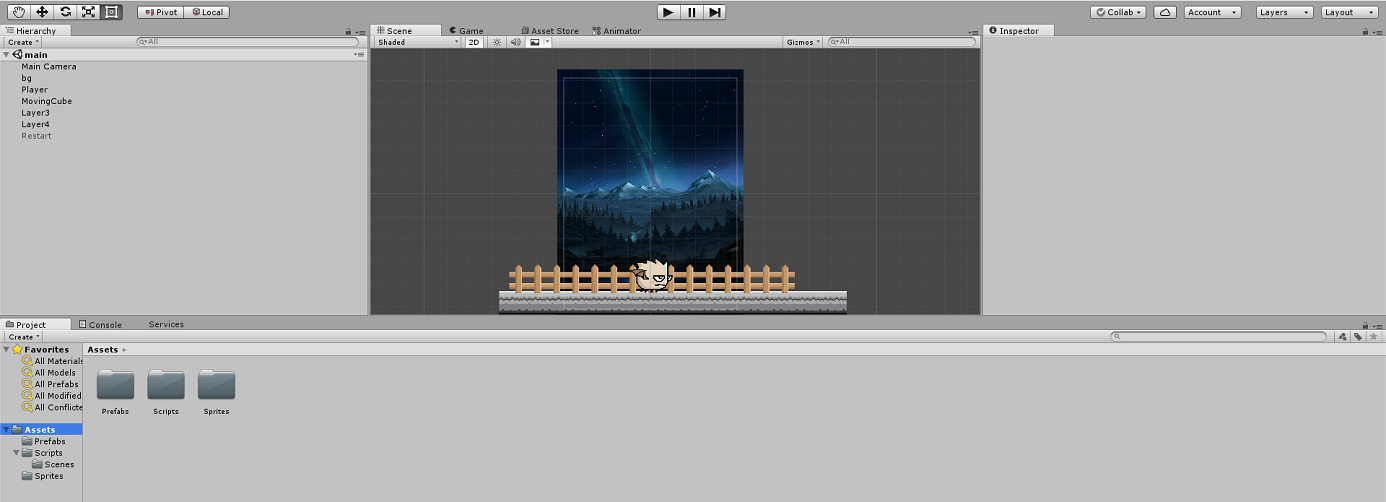 Pivot Local Collab Account Layers Layout
Hierarchy
Create All
main
Main Camera
bg
Player
MovingCube
Layer3
Layer4
Restart
Scene Game Asset Store Animator
Shaded 2D Gizmos All
Inspector
Project Console Services
Create
Favorites
All Materials
All Models
All Prefabs
All Modified
All Conflicte
Assets
Prefabs
Scripts
Scenes
Sprites
Assets
Prefabs Scripts Sprites